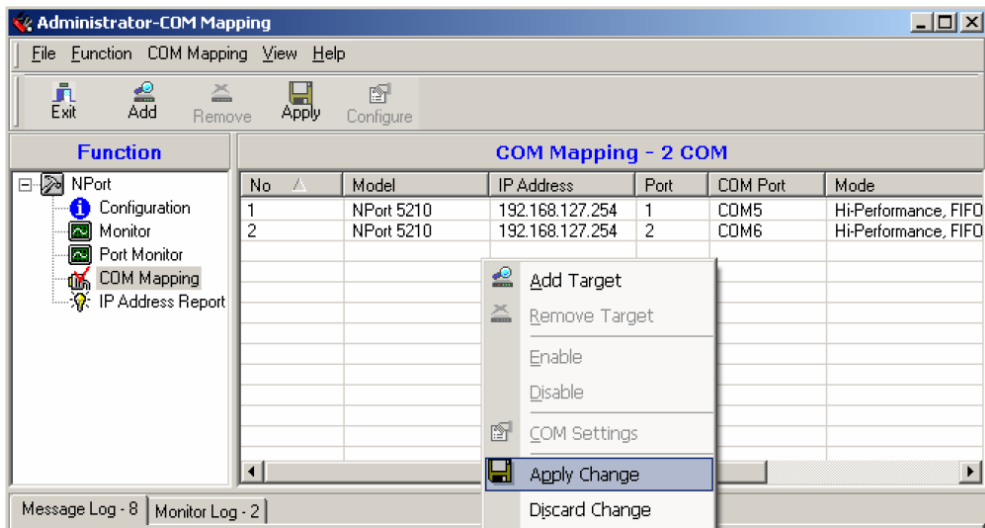 Administrator-COM Mapping
File Function COM Mapping View Help
Exit Add Remove Apply Configure
Function
COM Mapping - 2 COM
NPort
Configuration
Monitor
Port Monitor
COM Mapping
IP Address Report
No Model IP Address Port COM Port Mode
1 NPort 5210 192.168.127.254 1 COM5 Hi-Performance, FIFO
2 NPort 5210 192.168.127.254 2 COM6 Hi-Performance, FIFO
Add Target
Remove Target
Enable
Disable
COM Settings
Apply Change
Discard Change
Message Log - 8 Monitor Log - 2